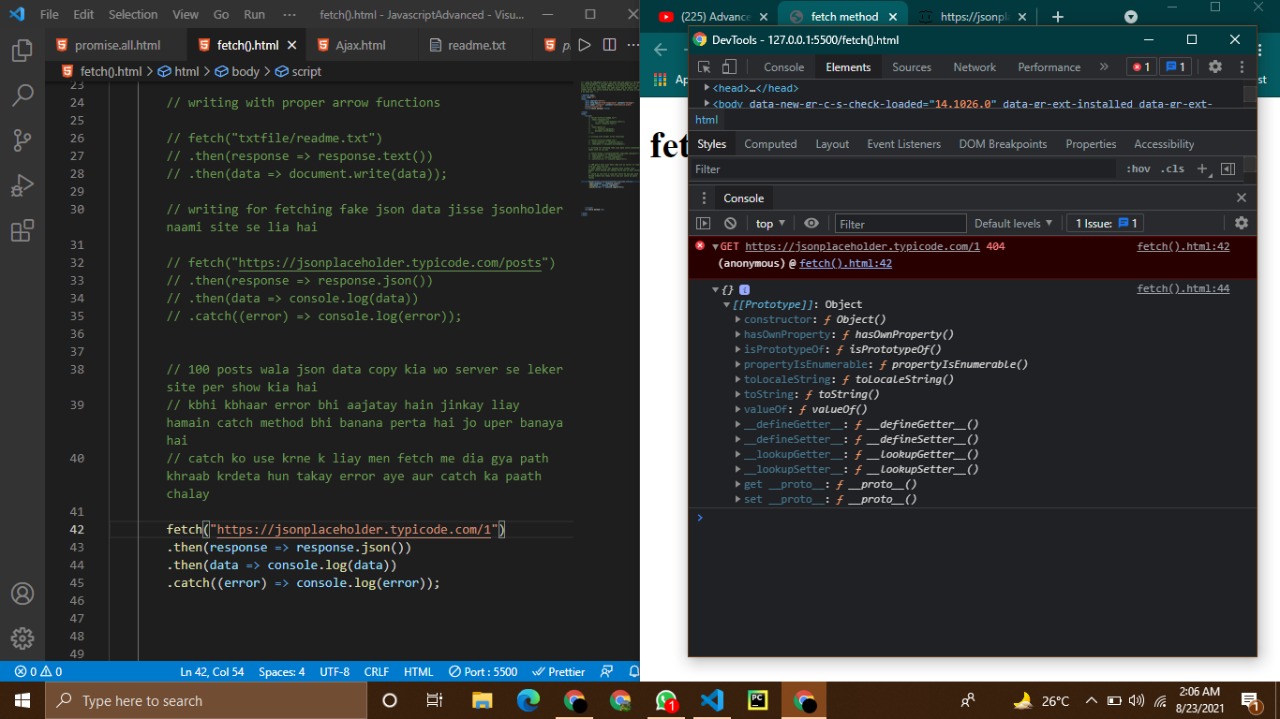 File Edit Selection View Go Run ··· fetch().html - JavascriptAdvanced - Visu...
promise.all.html fetch().html Ajax.html readme.txt
fetch().html > html > body > script
23
24 // writing with proper arrow functions
25
26 // fetch("txtfile/readme.txt")
27 // .then(response => response.text())
28 // .then(data => document.write(data));
29
30 // writing for fetching fake json data jisse jsonholder
naami site se lia hai
31
32 // fetch("https://jsonplaceholder.typicode.com/posts")
33 // .then(response => response.json())
34 // .then(data => console.log(data))
35 // .catch((error) => console.log(error));
36
37
38 // 100 posts wala json data copy kia wo server se leker
site per show kia hai
39 // kbhi kbhaar error bhi aajatay hain jinkay liay
hamain catch method bhi banana perta hai jo uper banaya
hai
40 // catch ko use krne k liay men fetch me dia gya path
khraab krdeta hun takay error aye aur catch ka paath
chalay
41
42 fetch("https://jsonplaceholder.typicode.com/1")
43 .then(response => response.json())
44 .then(data => console.log(data))
45 .catch((error) => console.log(error));
46
47
48
49
0 0 Ln 42, Col 54 Spaces: 4 UTF-8 CRLF HTML Port : 5500 Prettier
(225) Advance fetch method https://jsonpl
DevTools - 127.0.0.1:5500/fetch().html
Console Elements Sources Network Performance » 1 1
<head>…</head>
<body data-new-gr-c-s-check-loaded="14.1026.0" data-gr-ext-installed data-gr-ext-
html
Styles Computed Layout Event Listeners DOM Breakpoints Properties Accessibility
Filter :hov .cls +
Console
top Filter Default levels 1 Issue: 1
GET https://jsonplaceholder.typicode.com/1 404 fetch().html:42
(anonymous) @ fetch().html:42
{} i fetch().html:44
[[Prototype]]: Object
constructor: ƒ Object()
hasOwnProperty: ƒ hasOwnProperty()
isPrototypeOf: ƒ isPrototypeOf()
propertyIsEnumerable: ƒ propertyIsEnumerable()
toLocaleString: ƒ toLocaleString()
toString: ƒ toString()
valueOf: ƒ valueOf()
__defineGetter__: ƒ __defineGetter__()
__defineSetter__: ƒ __defineSetter__()
__lookupGetter__: ƒ __lookupGetter__()
__lookupSetter__: ƒ __lookupSetter__()
get __proto__: ƒ __proto__()
set __proto__: ƒ __proto__()
Type here to search 1 PC 26°C 2:06 AM
8/23/2021 1